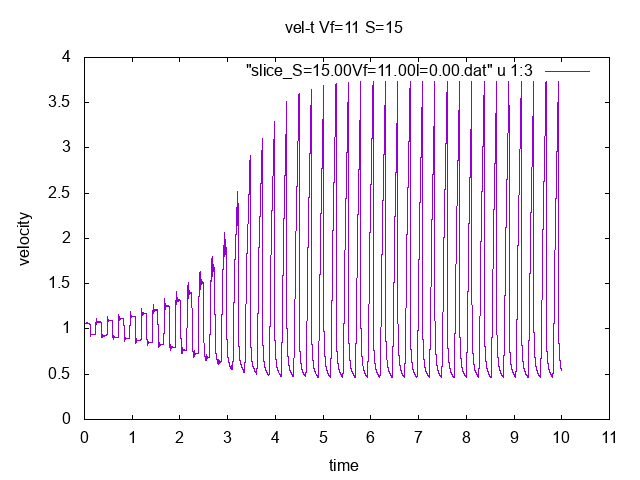 vel-t Vf=11 S=15
"slice_S=15.00Vf=11.00I=0.00.dat" u 1:3
4
3.5
3
2.5
2
1.5
1
0.5
0
velocity
0 1 2 3 4 5 6 7 8 9 10 11
time